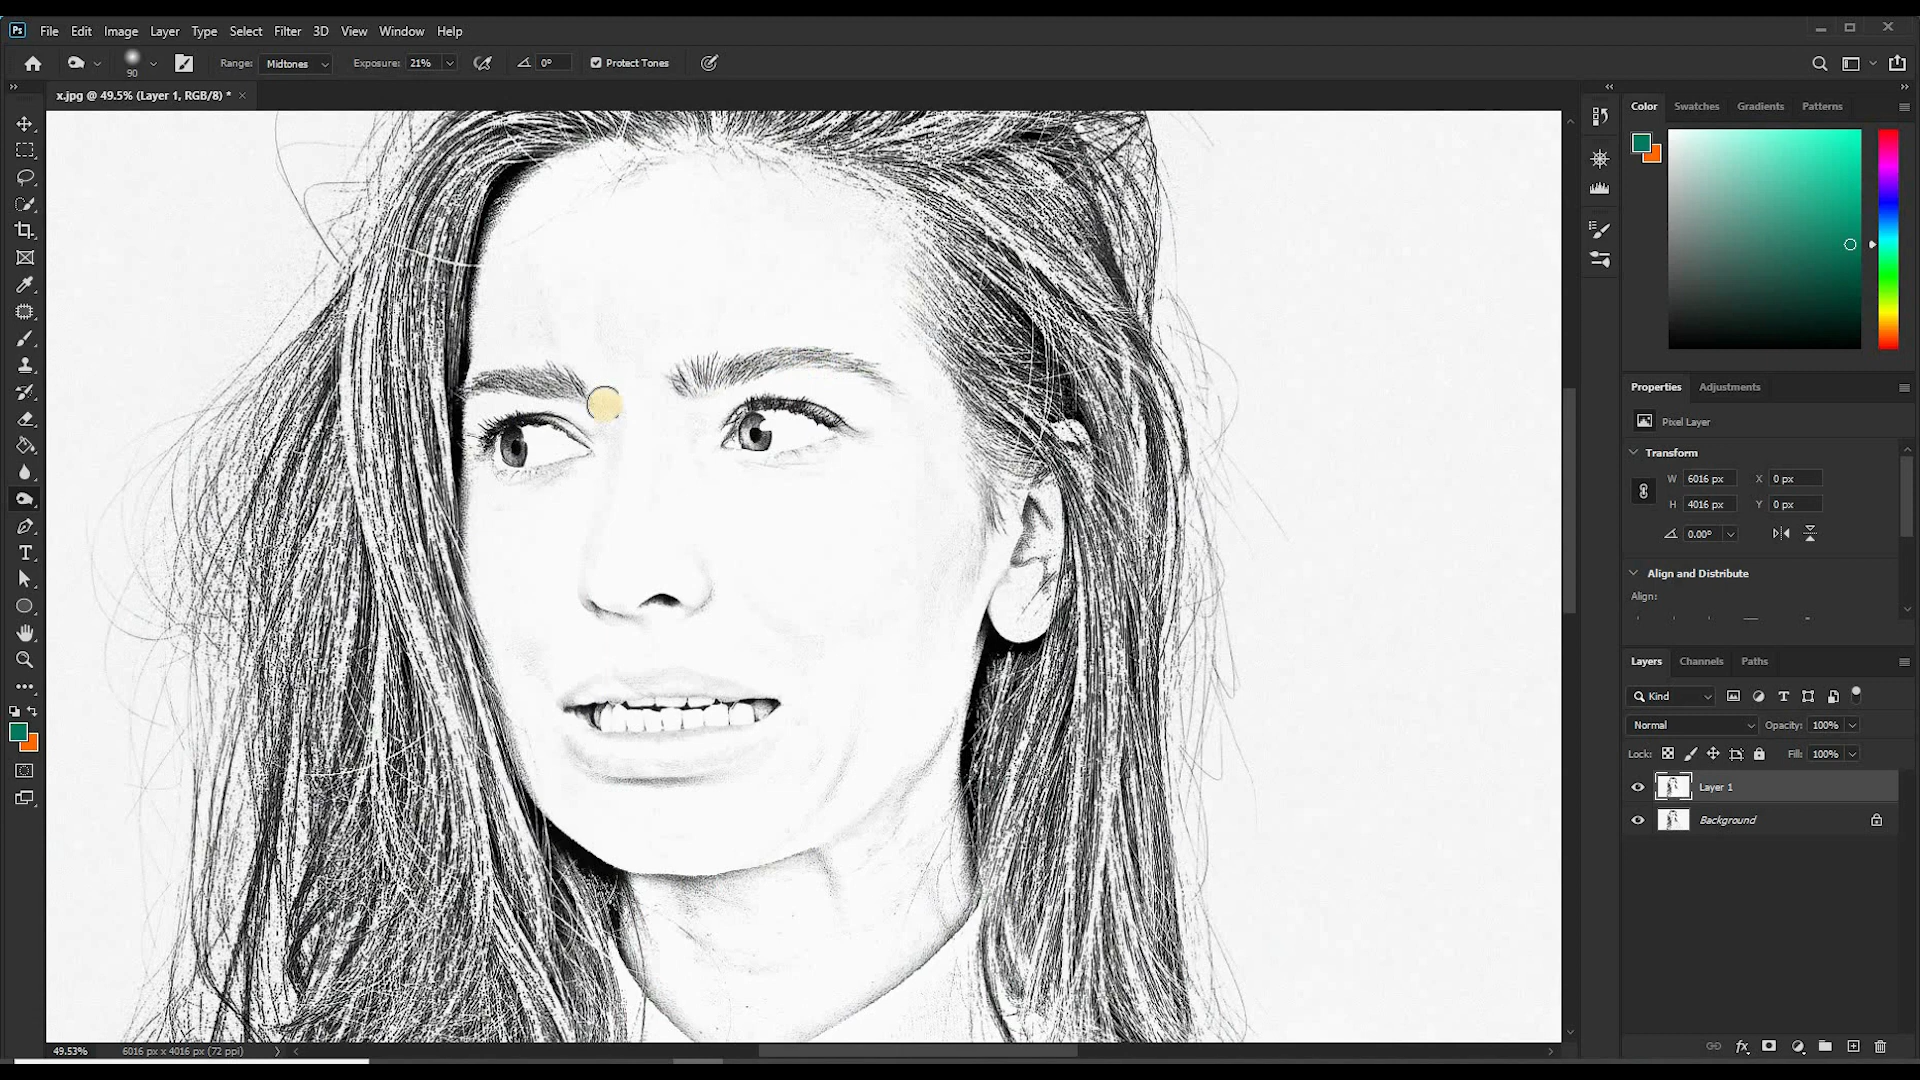 Ps File Edit Image Layer Type Select Filter 3D View Window Help
90 Range: Midtones Exposure: 21% 0° Protect Tones
x.jpg @ 49.5% (Layer 1, RGB/8) *
Color Swatches Gradients Patterns
Properties Adjustments
Pixel Layer
Transform
W 6016 px X 0 px
H 4016 px Y 0 px
0.00°
Align and Distribute
Align:
Layers Channels Paths
Kind
Normal Opacity: 100%
Lock: Fill: 100%
Layer 1
Background
fx
49.53% 6016 px x 4016 px (72 ppi)